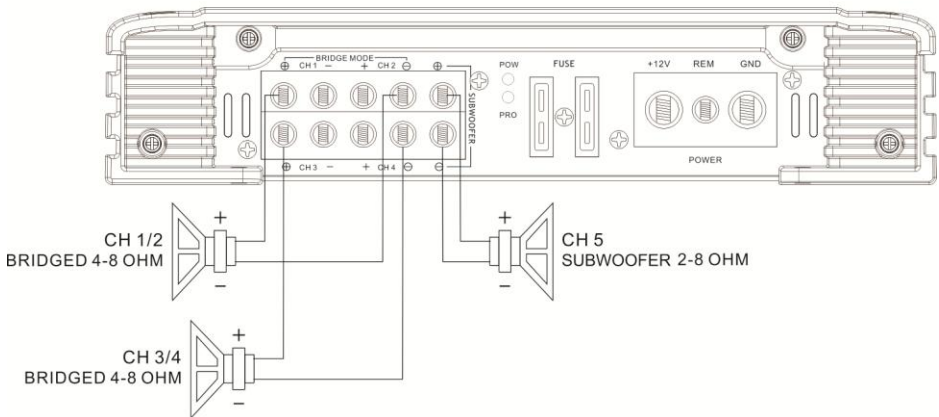 BRIDGE MODE
⊕ CH 1 − + CH 2 ⊖ ⊕
SUBWOOFER
⊕ CH 3 − + CH 4 ⊖ ⊖
POW
PRO
FUSE
+12V REM GND
POWER
+
CH 1/2
BRIDGED 4-8 OHM
−
+
CH 5
SUBWOOFER 2-8 OHM
−
+
CH 3/4
BRIDGED 4-8 OHM
−